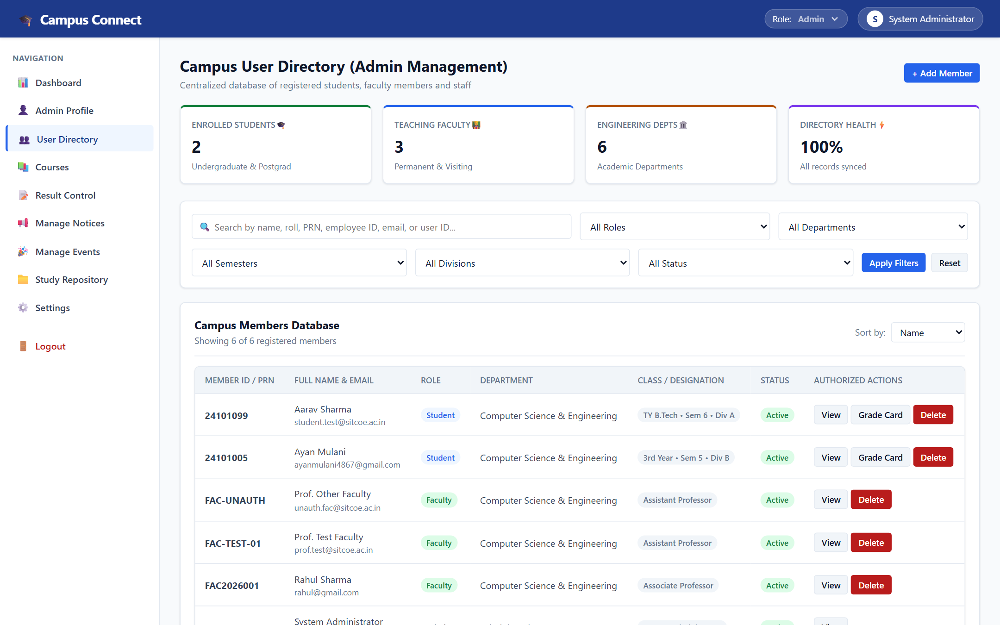 Campus Connect
Role: Admin
S System Administrator
NAVIGATION
Dashboard
Admin Profile
User Directory
Courses
Result Control
Manage Notices
Manage Events
Study Repository
Settings
Logout
Campus User Directory (Admin Management)
Centralized database of registered students, faculty members and staff
+ Add Member
ENROLLED STUDENTS
2
Undergraduate & Postgrad
TEACHING FACULTY
3
Permanent & Visiting
ENGINEERING DEPTS
6
Academic Departments
DIRECTORY HEALTH
100%
All records synced
Search by name, roll, PRN, employee ID, email, or user ID...
All Roles
All Departments
All Semesters
All Divisions
All Status
Apply Filters
Reset
Campus Members Database
Showing 6 of 6 registered members
Sort by: Name
MEMBER ID / PRN FULL NAME & EMAIL ROLE DEPARTMENT CLASS / DESIGNATION STATUS AUTHORIZED ACTIONS
24101099 Aarav Sharma Student Computer Science & Engineering TY B.Tech • Sem 6 • Div A Active View Grade Card Delete
student.test@sitcoe.ac.in
24101005 Ayan Mulani Student Computer Science & Engineering 3rd Year • Sem 5 • Div B Active View Grade Card Delete
ayanmulani4867@gmail.com
FAC-UNAUTH Prof. Other Faculty Faculty Computer Science & Engineering Assistant Professor Active View Delete
unauth.fac@sitcoe.ac.in
FAC-TEST-01 Prof. Test Faculty Faculty Computer Science & Engineering Assistant Professor Active View Delete
prof.test@sitcoe.ac.in
FAC2026001 Rahul Sharma Faculty Computer Science & Engineering Associate Professor Active View Delete
rahul@gmail.com
System Administrator